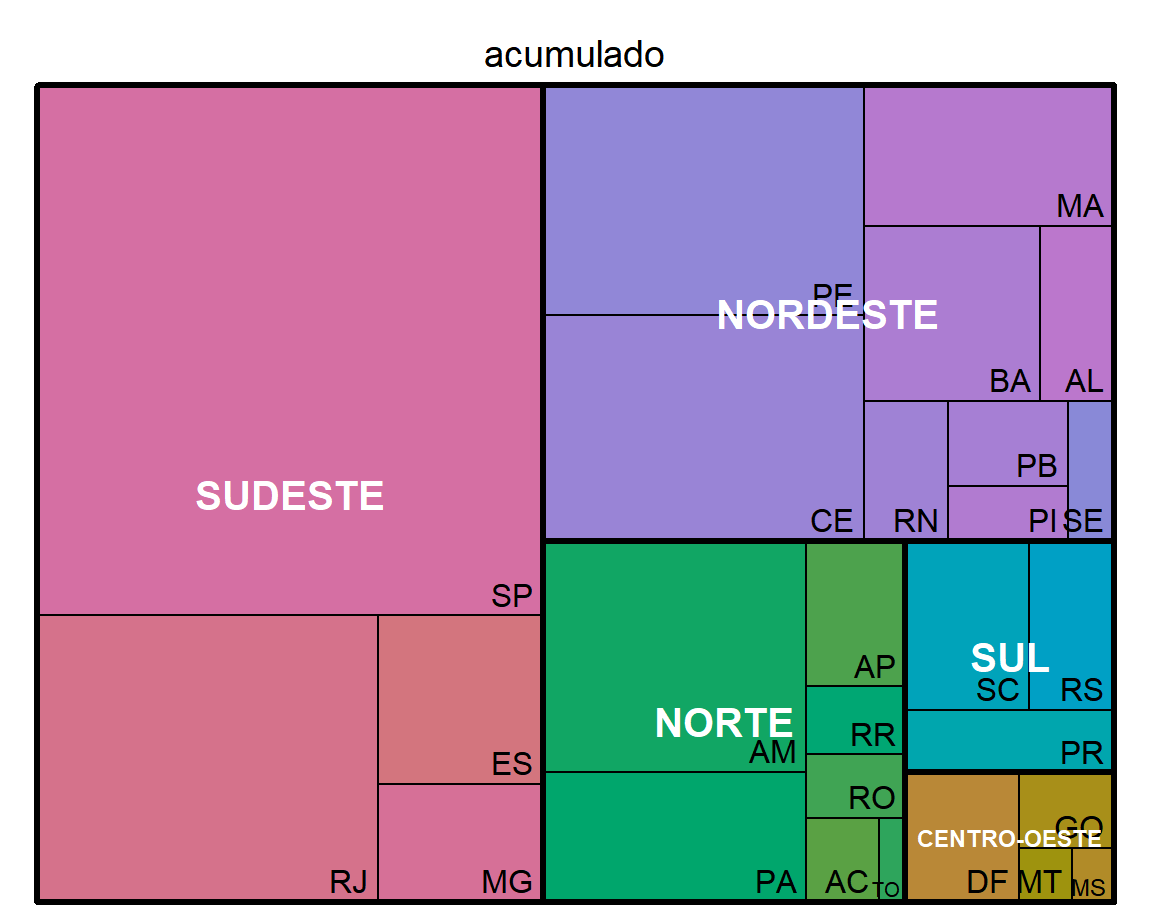 acumulado
SUDESTE
SP
RJ
ES
MG
NORDESTE
PE
CE
MA
BA
AL
RN
PB
PI
SE
NORTE
AM
PA
AP
RR
RO
AC
TO
SUL
SC
RS
PR
CENTRO-OESTE
DF
GO
MT
MS